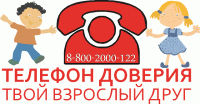 8-800-2000-122
ТЕЛЕФОН ДОВЕРИЯ
ТВОЙ ВЗРОСЛЫЙ ДРУГ